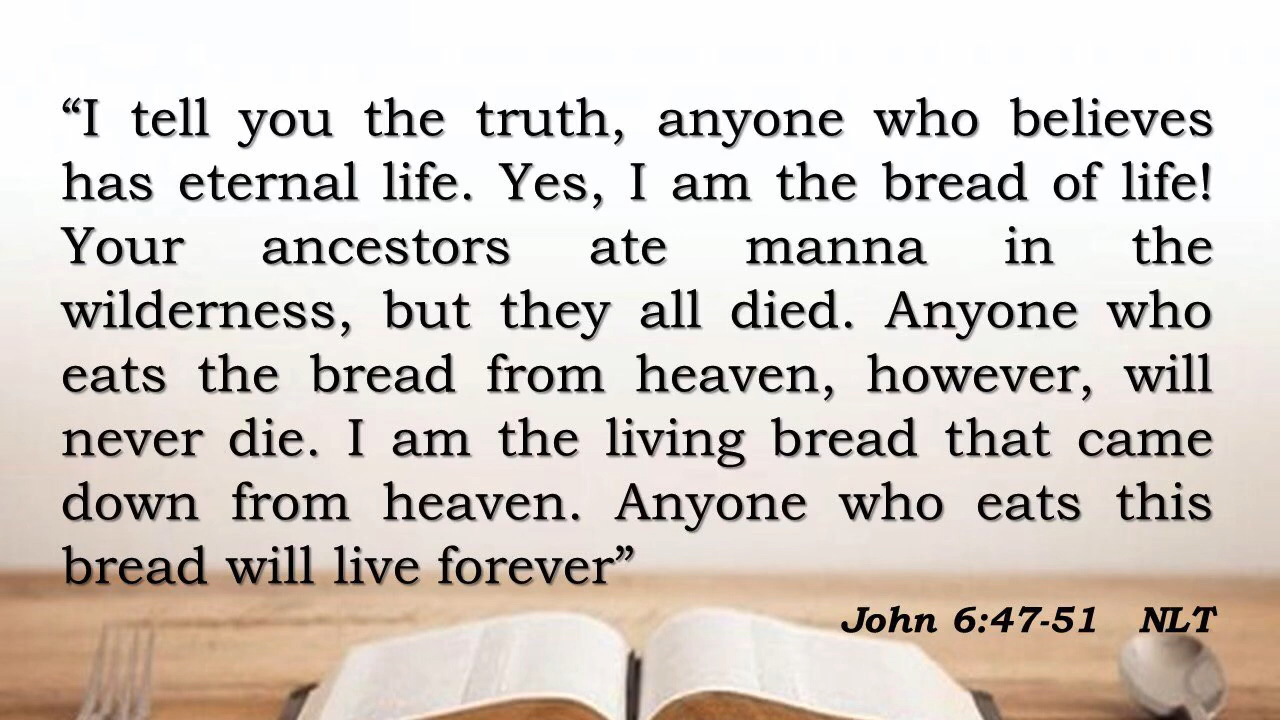 “I tell you the truth, anyone who believes
has eternal life. Yes, I am the bread of life!
Your ancestors ate manna in the
wilderness, but they all died. Anyone who
eats the bread from heaven, however, will
never die. I am the living bread that came
down from heaven. Anyone who eats this
bread will live forever”
John 6:47-51 NLT